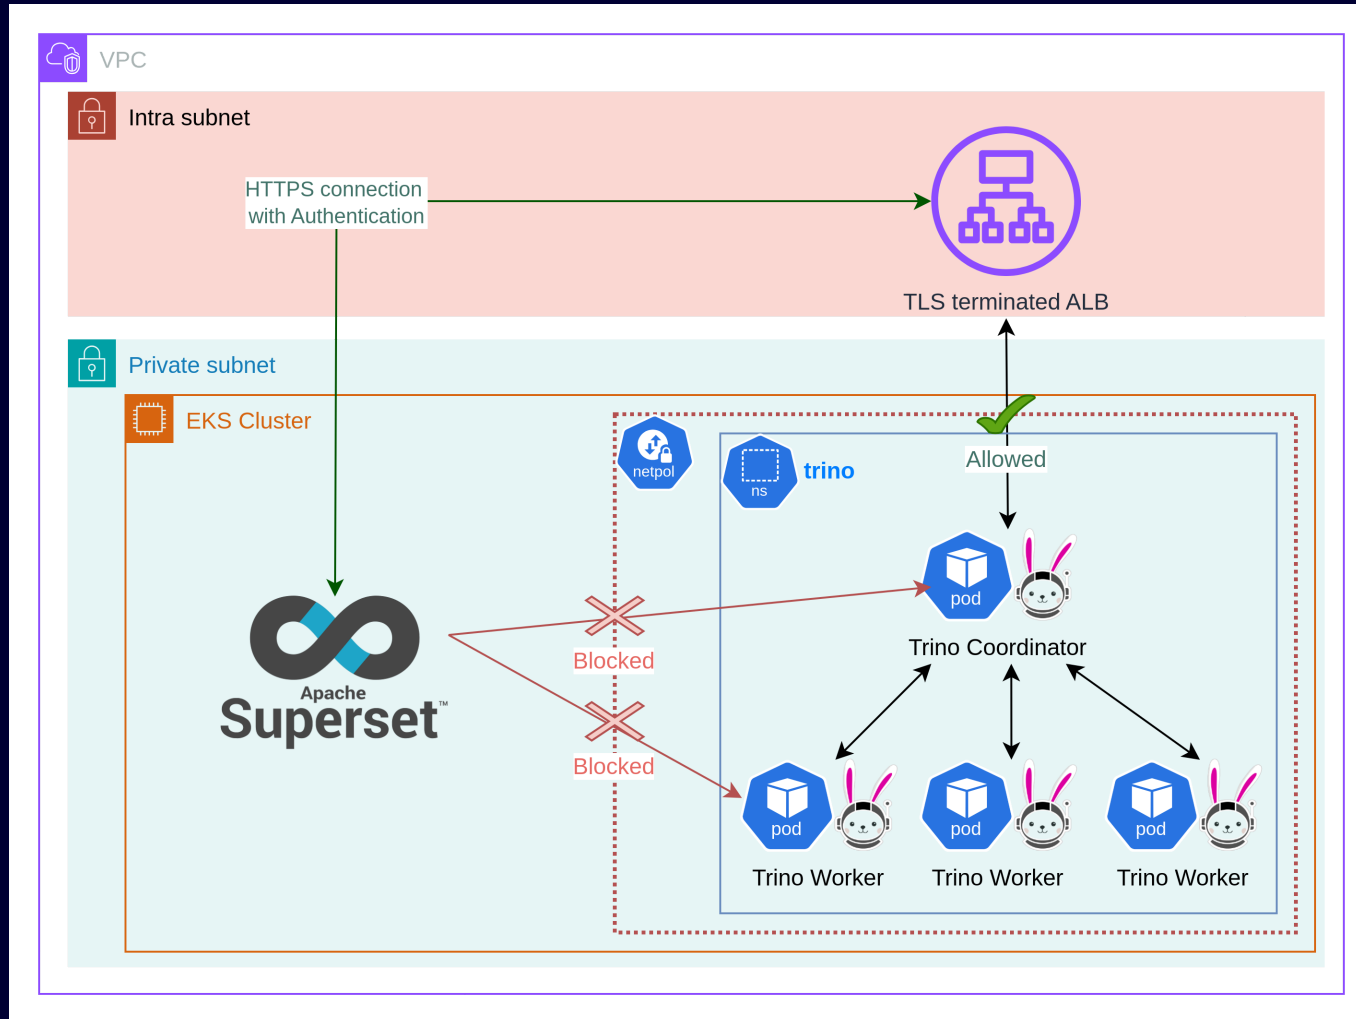 VPC
Intra subnet
HTTPS connection
with Authentication
TLS terminated ALB
Private subnet
EKS Cluster
netpol
ns
trino
Allowed
pod
Trino Coordinator
Blocked
Blocked
Apache
Superset™
pod
pod
pod
Trino Worker
Trino Worker
Trino Worker